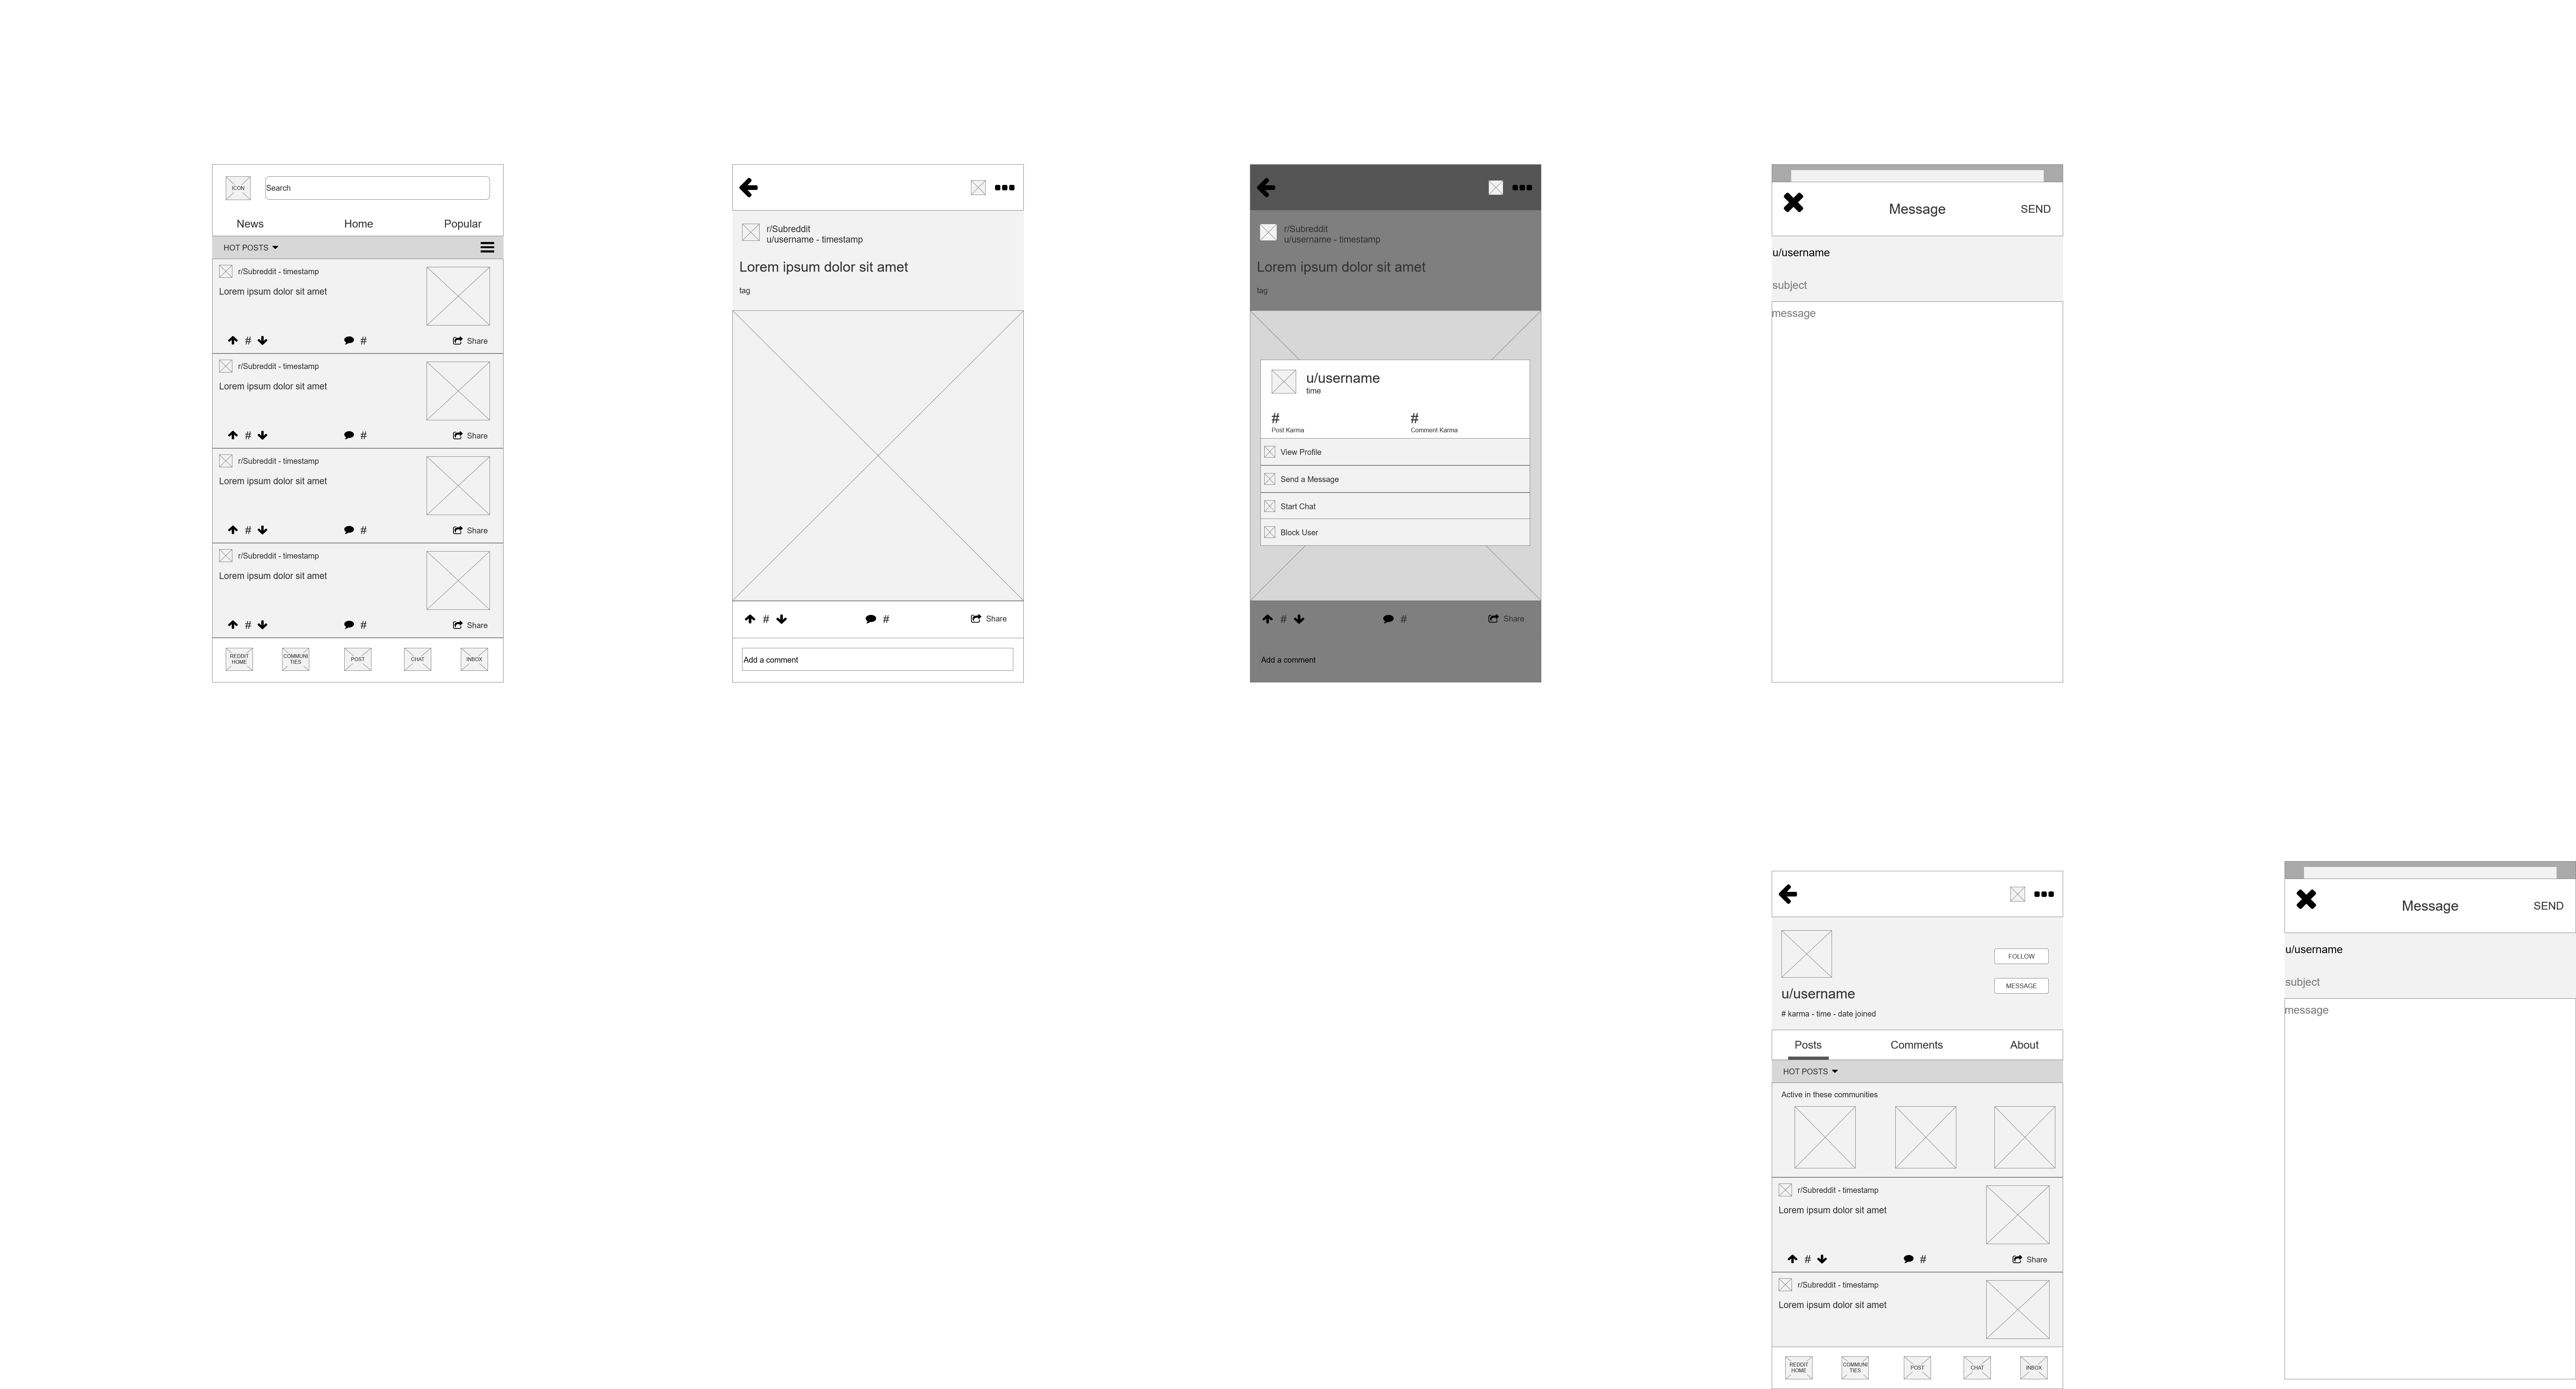 ICON
Search
News Home Popular
HOT POSTS
r/Subreddit - timestamp
Lorem ipsum dolor sit amet
# # Share
r/Subreddit - timestamp
Lorem ipsum dolor sit amet
# # Share
r/Subreddit - timestamp
Lorem ipsum dolor sit amet
# # Share
r/Subreddit - timestamp
Lorem ipsum dolor sit amet
# # Share
REDDIT HOME COMMUNI TIES POST CHAT INBOX
r/Subreddit
u/username - timestamp
Lorem ipsum dolor sit amet
tag
# # Share
Add a comment
r/Subreddit
u/username - timestamp
Lorem ipsum dolor sit amet
tag
u/username
time
# #
Post Karma Comment Karma
View Profile
Send a Message
Start Chat
Block User
# # Share
Add a comment
Message SEND
u/username
subject
message
FOLLOW
MESSAGE
u/username
# karma - time - date joined
Posts Comments About
HOT POSTS
Active in these communities
r/Subreddit - timestamp
Lorem ipsum dolor sit amet
# # Share
r/Subreddit - timestamp
Lorem ipsum dolor sit amet
REDDIT HOME COMMUNI TIES POST CHAT INBOX
Message SEND
u/username
subject
message